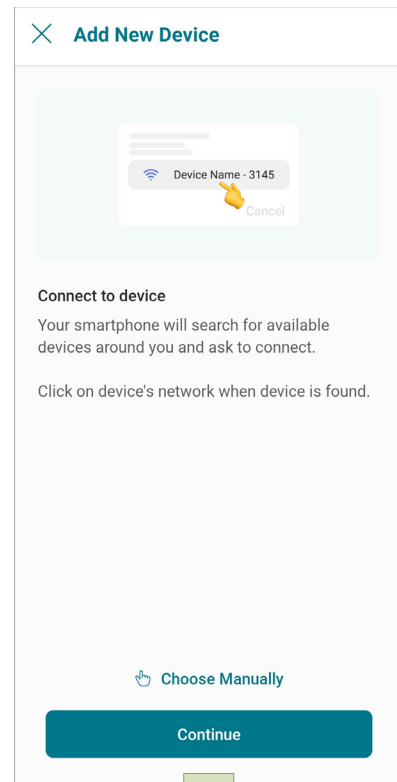 Add New Device
Device Name - 3145
Cancel
Connect to device
Your smartphone will search for available
devices around you and ask to connect.
Click on device's network when device is found.
Choose Manually
Continue